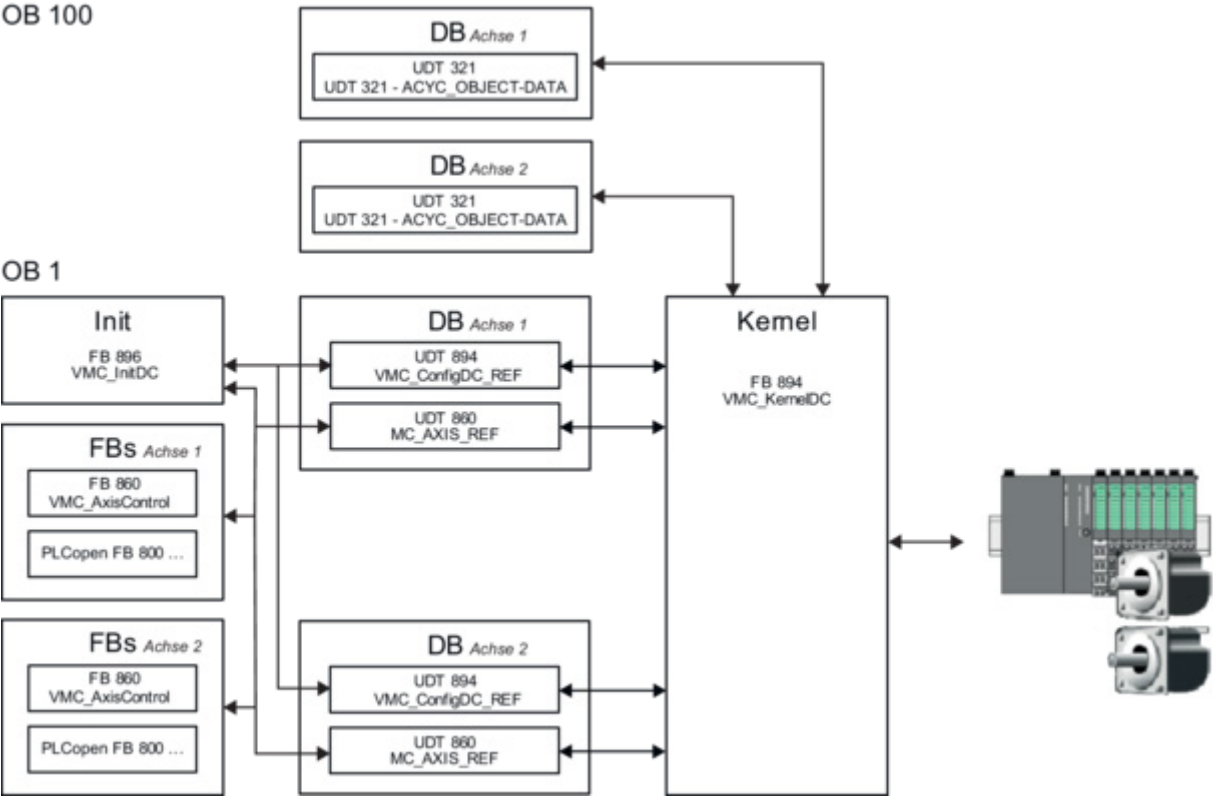 OB 100
DB Achse 1
UDT 321
UDT 321 - ACYC_OBJECT-DATA
DB Achse 2
UDT 321
UDT 321 - ACYC_OBJECT-DATA
OB 1
Init
FB 896
VMC_InitDC
FBs Achse 1
FB 860
VMC_AxisControl
PLCopen FB 800 ...
FBs Achse 2
FB 860
VMC_AxisControl
PLCopen FB 800 ...
DB Achse 1
UDT 894
VMC_ConfigDC_REF
UDT 860
MC_AXIS_REF
DB Achse 2
UDT 894
VMC_ConfigDC_REF
UDT 860
MC_AXIS_REF
Kernel
FB 894
VMC_KernelDC